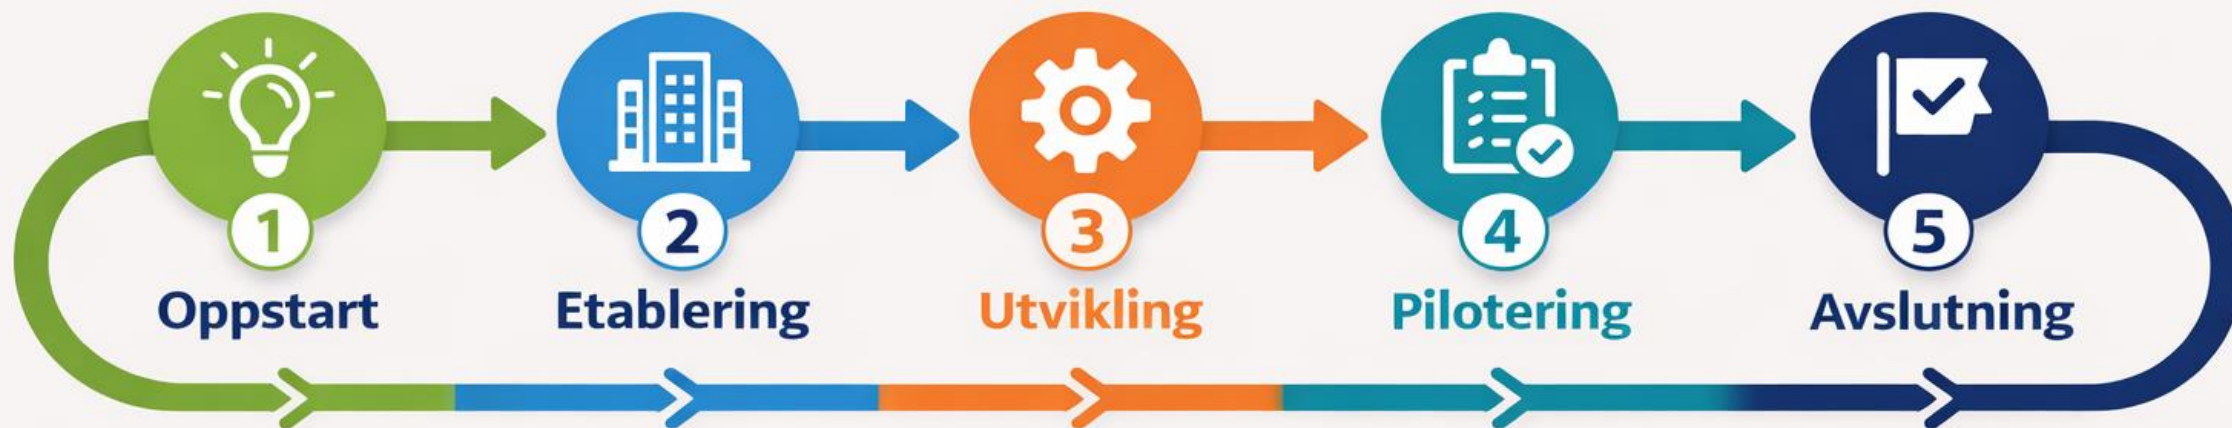 1
Oppstart
2
Etablering
3
Utvikling
4
Pilotering
5
Avslutning